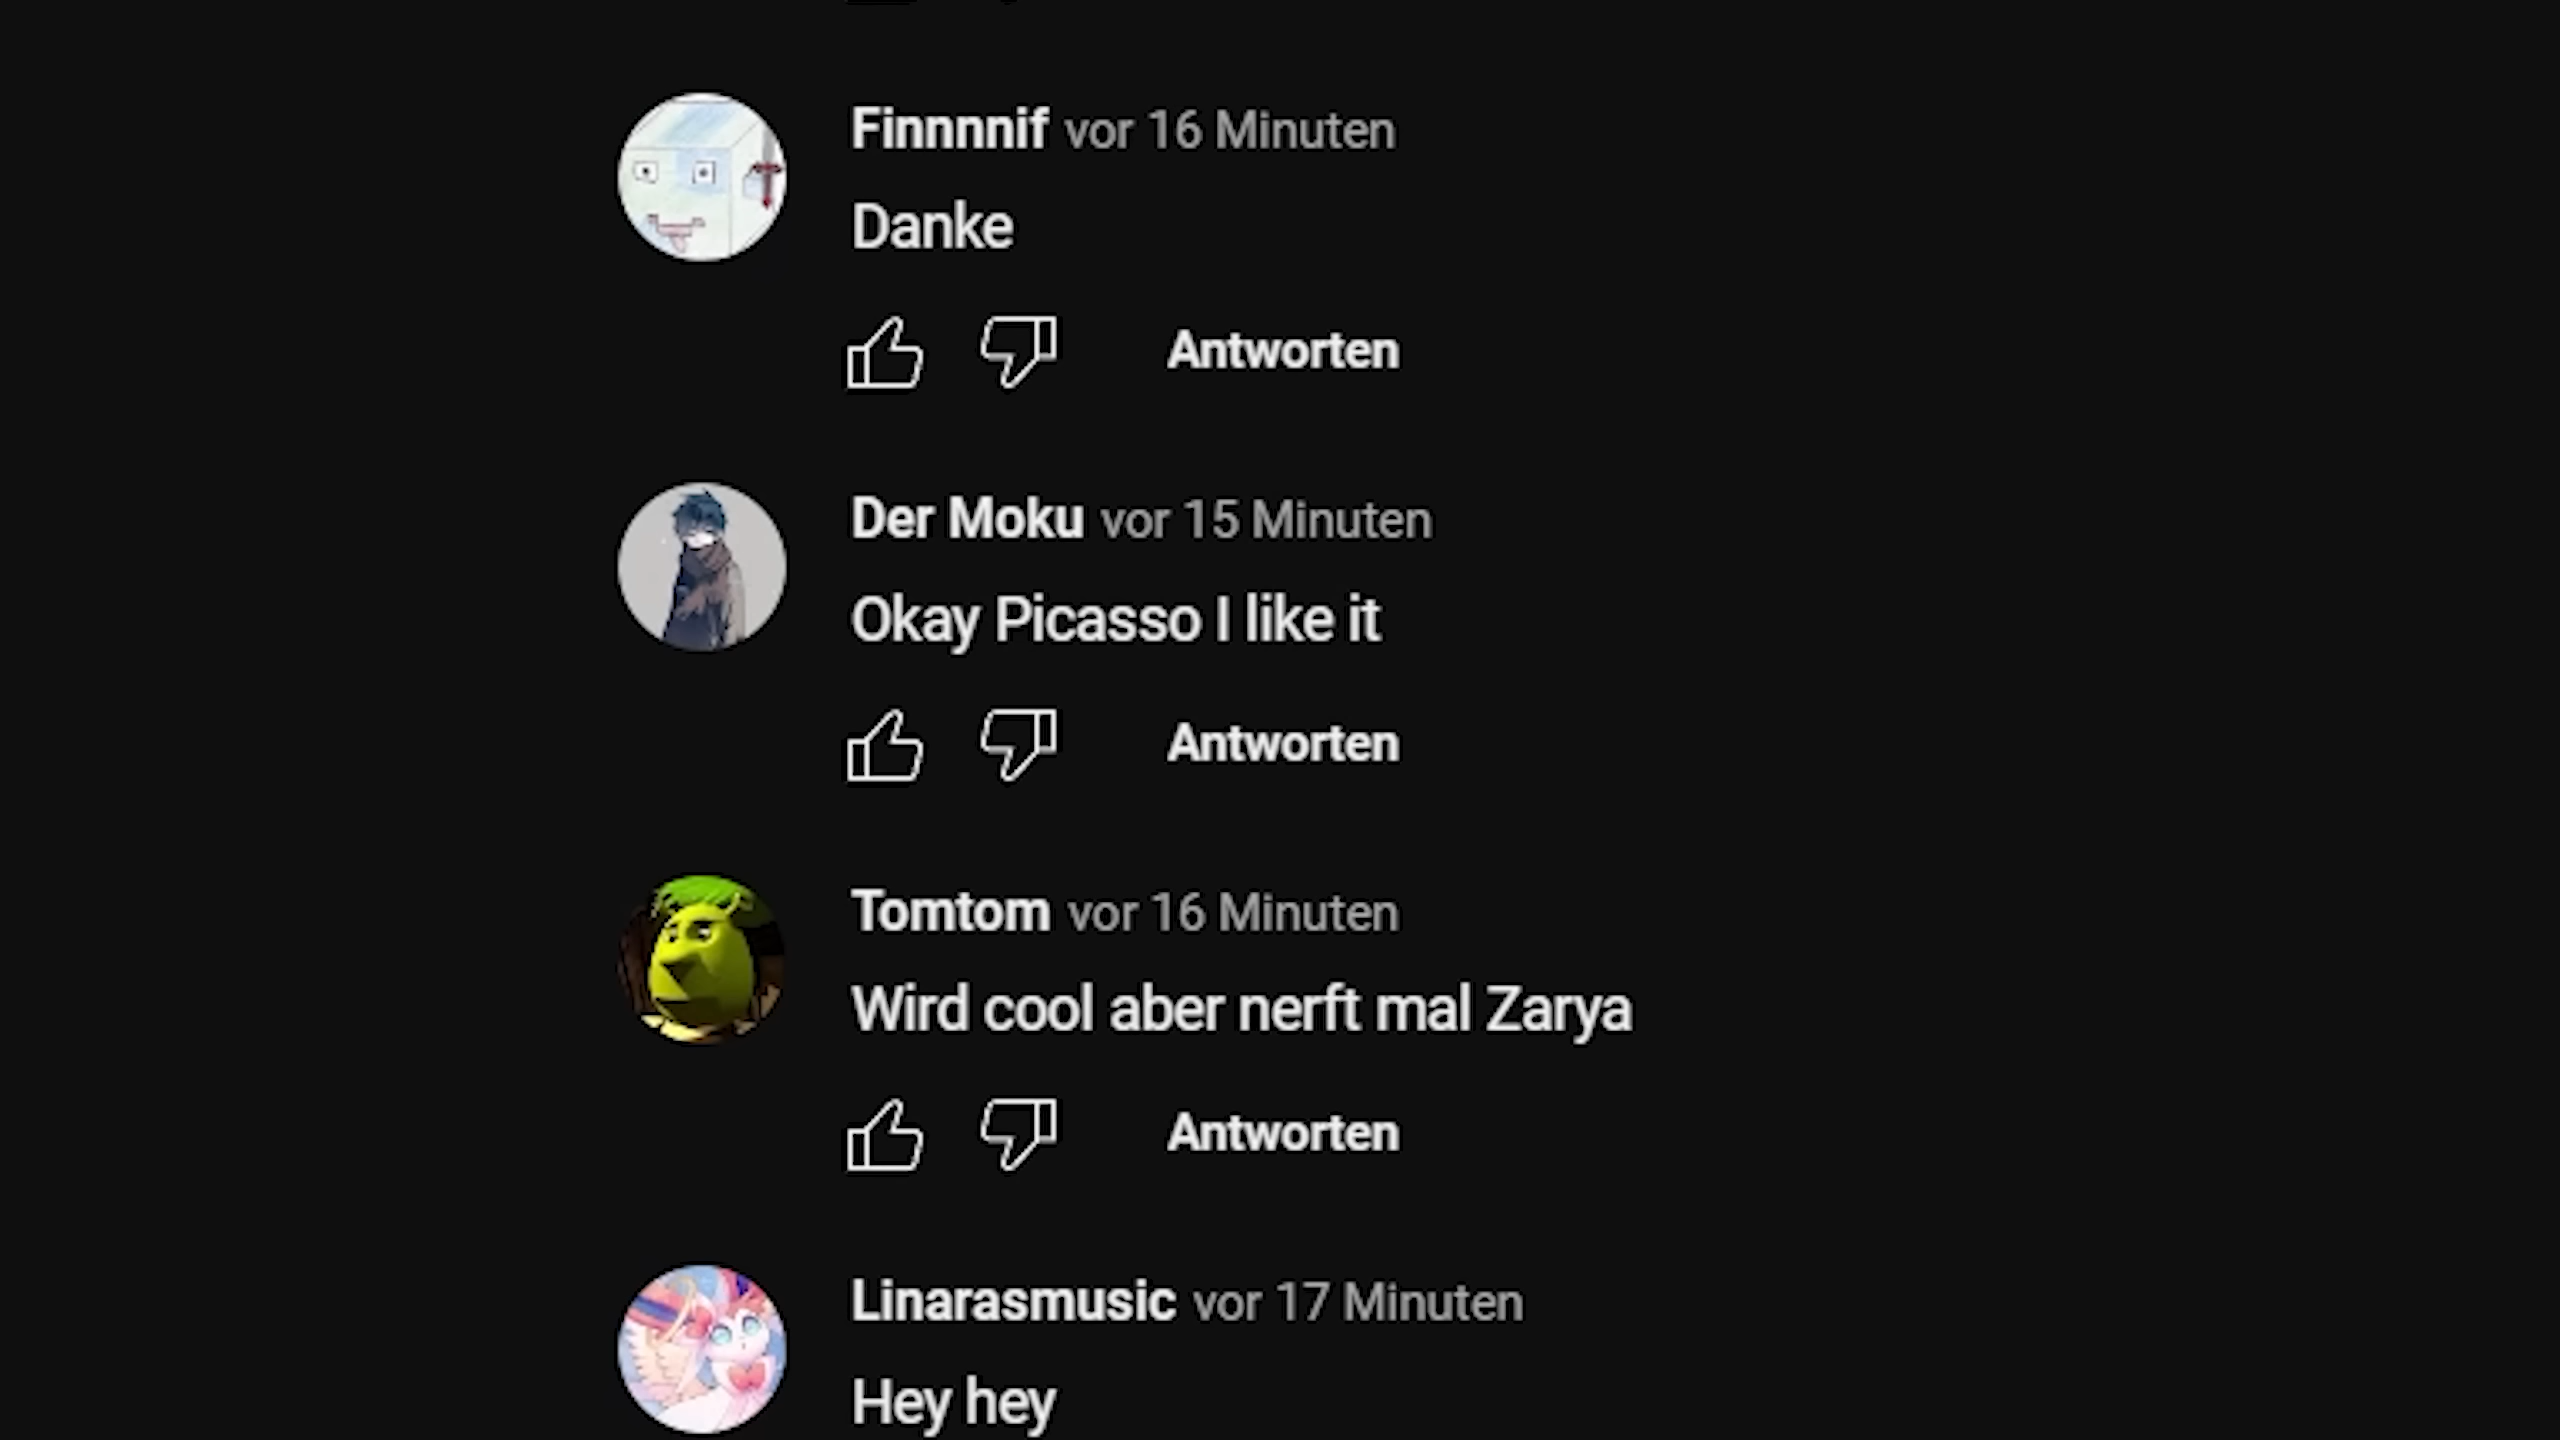 Finnnnif vor 16 Minuten
Danke
Antworten
Der Moku vor 15 Minuten
Okay Picasso I like it
Antworten
Tomtom vor 16 Minuten
Wird cool aber nerft mal Zarya
Antworten
Linarasmusic vor 17 Minuten
Hey hey